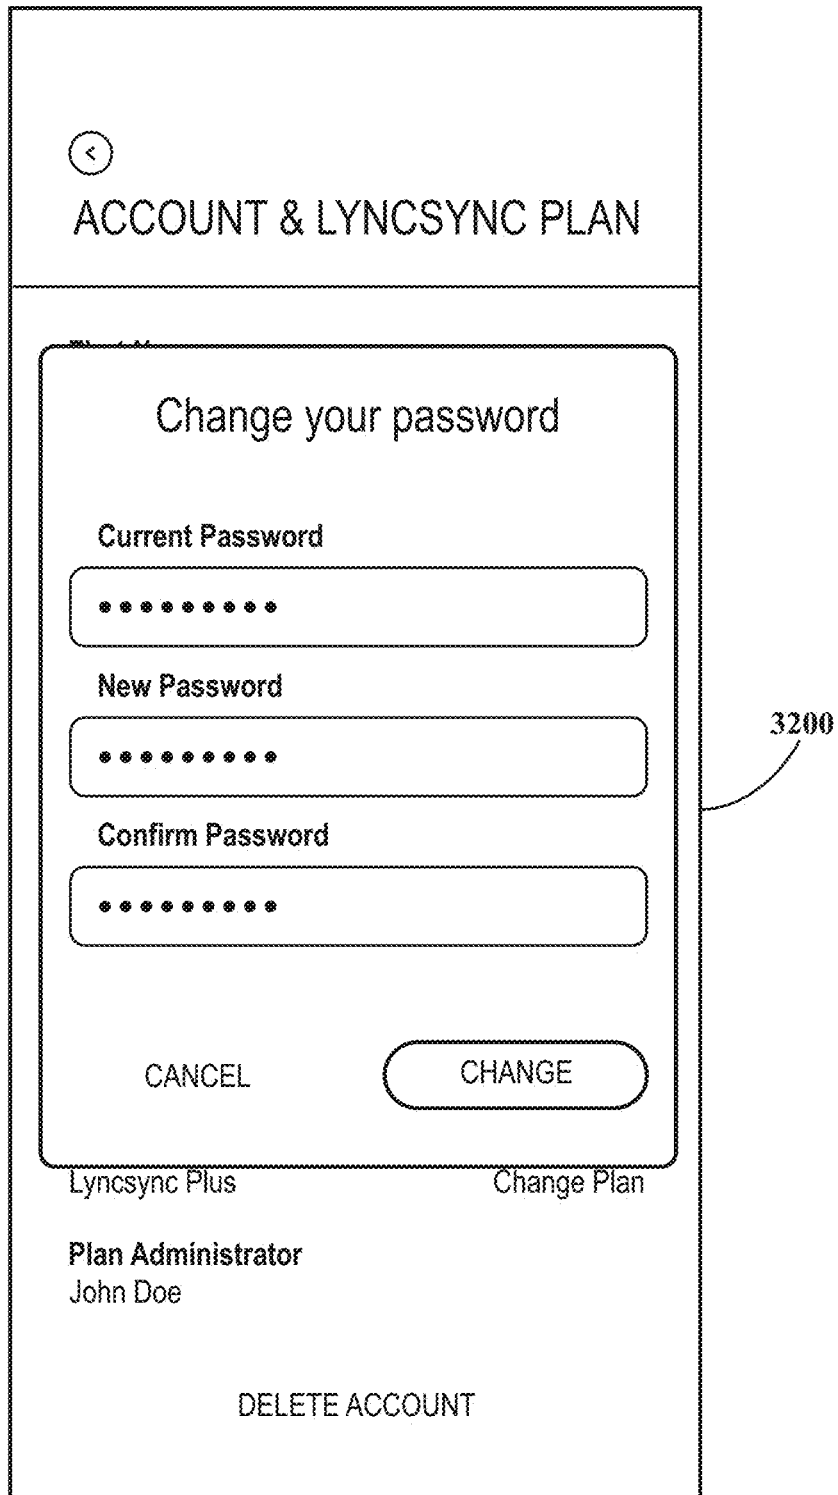 <
ACCOUNT & LYNCSYNC PLAN
Change your password
Current Password
•••••••••
New Password
•••••••••
3200
Confirm Password
•••••••••
CANCEL CHANGE
Lyncsync Plus Change Plan
Plan Administrator
John Doe
DELETE ACCOUNT